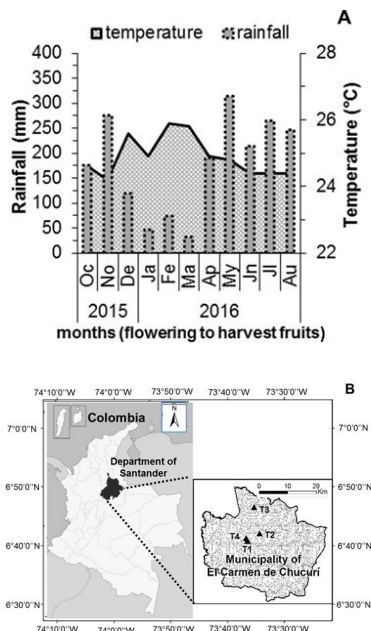 A
temperature rainfall
Rainfall (mm)
400
350
300
250
200
150
100
50
0
Temperature (°C)
28
26
24
22
Oc No De Ja Fe Ma Ap My Jn Jl Au
2015 2016
months (flowering to harvest fruits)
B
74°10'0"W 74°0'0"W 73°50'0"W 73°40'0"W 73°30'0"W
7°0'0"N
6°50'0"N
6°40'0"N
6°30'0"N
Colombia
N
Department of
Santander
0 10 20
Km
T3
T4 T2
T1
Municipality of
El Carmen de Chucurí
7°0'0"N
6°50'0"N
6°40'0"N
6°30'0"N
74°10'0"W 74°0'0"W 73°50'0"W 73°40'0"W 73°30'0"W